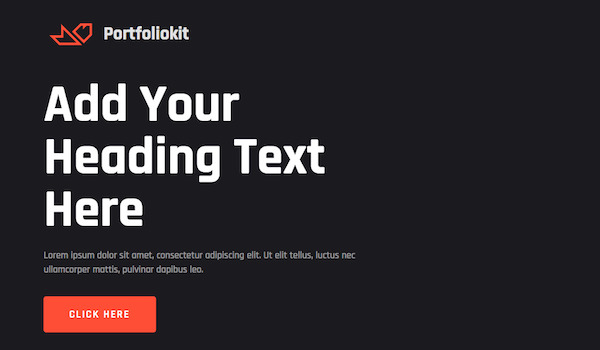 Portfoliokit
Add Your
Heading Text
Here
Lorem ipsum dolor sit amet, consectetur adipiscing elit. Ut elit tellus, luctus nec
ullamcorper mattis, pulvinar dapibus leo.
CLICK HERE